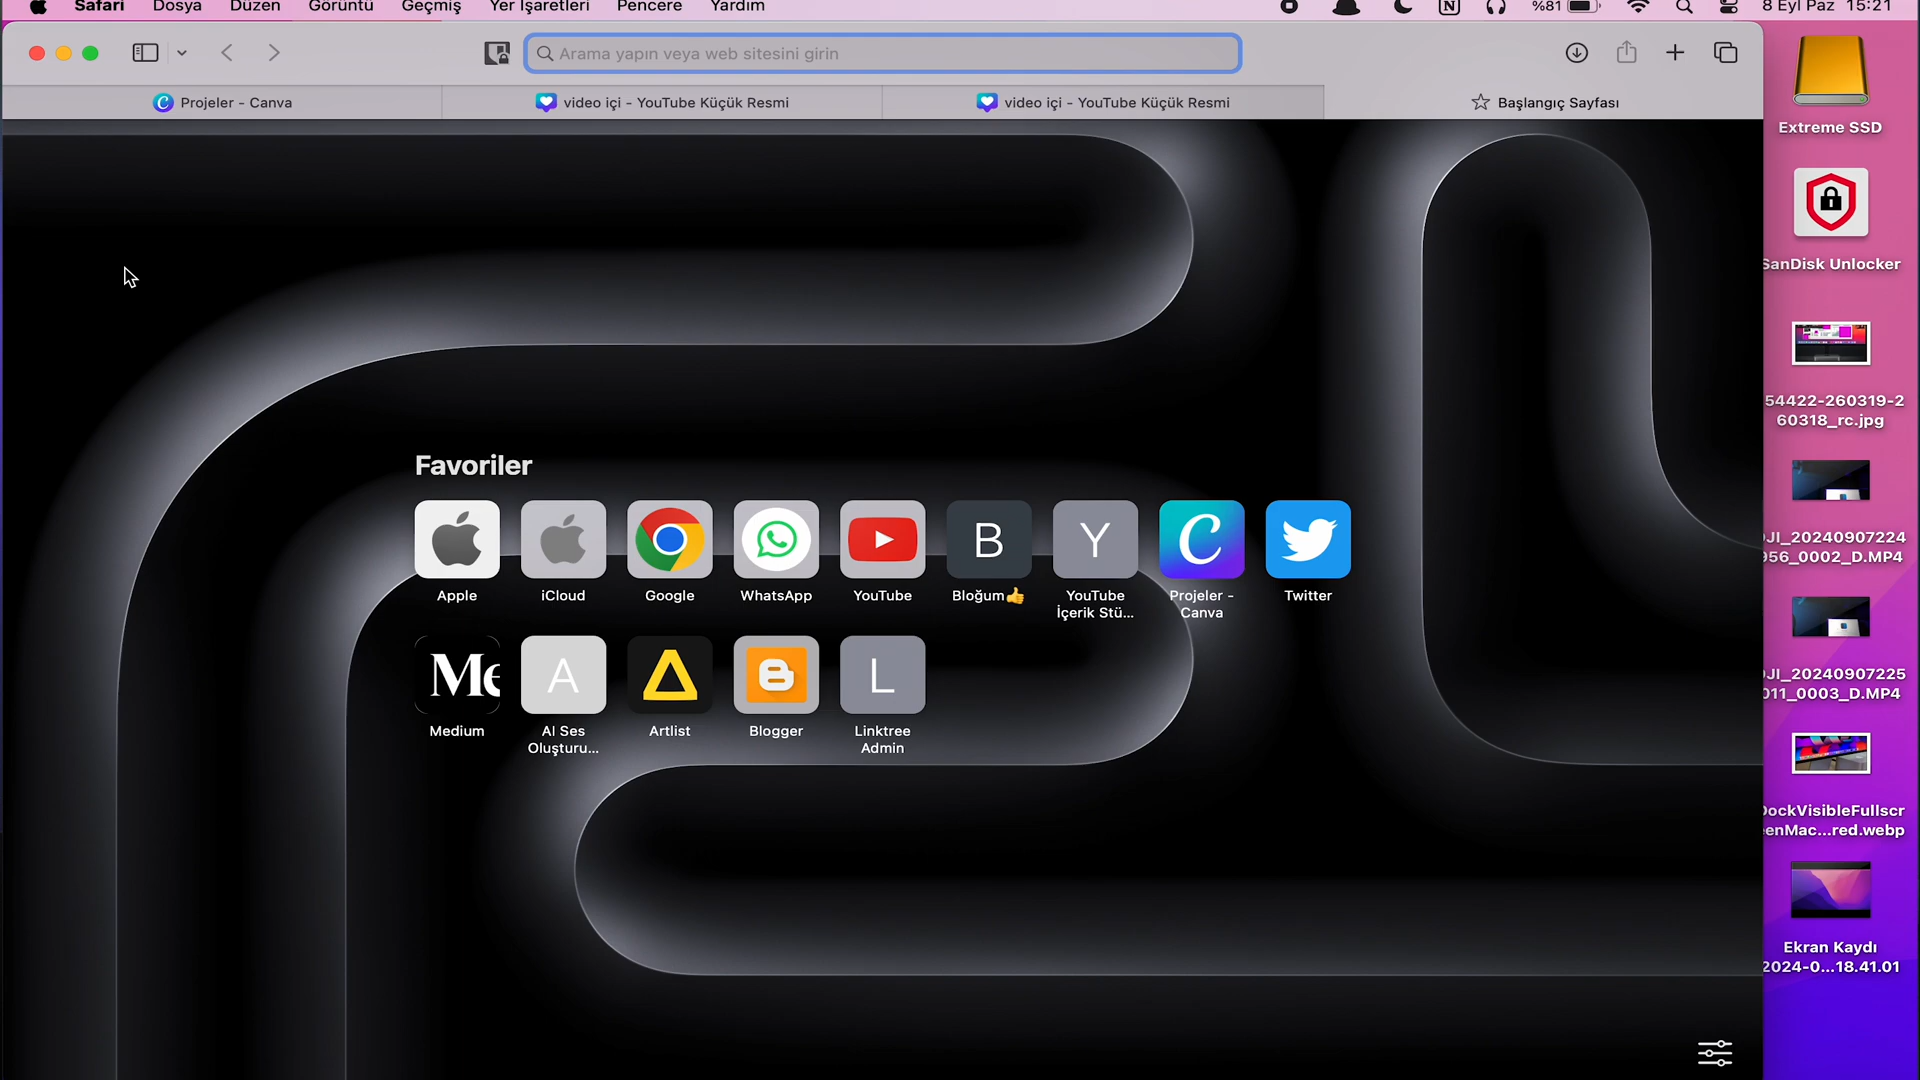 Safari Dosya Düzen Görüntü Geçmiş Yer İşaretleri Pencere Yardım %81 8 Eyl Paz 15:21
Arama yapın veya web sitesini girin
Projeler - Canva
video içi - YouTube Küçük Resmi
video içi - YouTube Küçük Resmi
Başlangıç Sayfası
Favoriler
Apple
iCloud
Google
WhatsApp
YouTube
B
Bloğum👍
Y
YouTube
İçerik Stü...
Projeler -
Canva
Twitter
Me
Medium
A
AI Ses
Oluşturu...
Artlist
Blogger
L
Linktree
Admin
Extreme SSD
SanDisk Unlocker
54422-260319-2
60318_rc.jpg
JI_20240907224
956_0002_D.MP4
JI_20240907225
011_0003_D.MP4
DockVisibleFullscr
eenMac...red.webp
Ekran Kaydı
2024-0...18.41.01